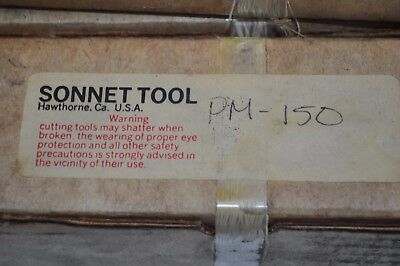 SONNET TOOL
Hawthorne, Ca. U.S.A.
PM-150
Warning
cutting tools may shatter when
broken. the wearing of proper eye
protection and all other safety
precautions is strongly advised in
the vicinity of their use.